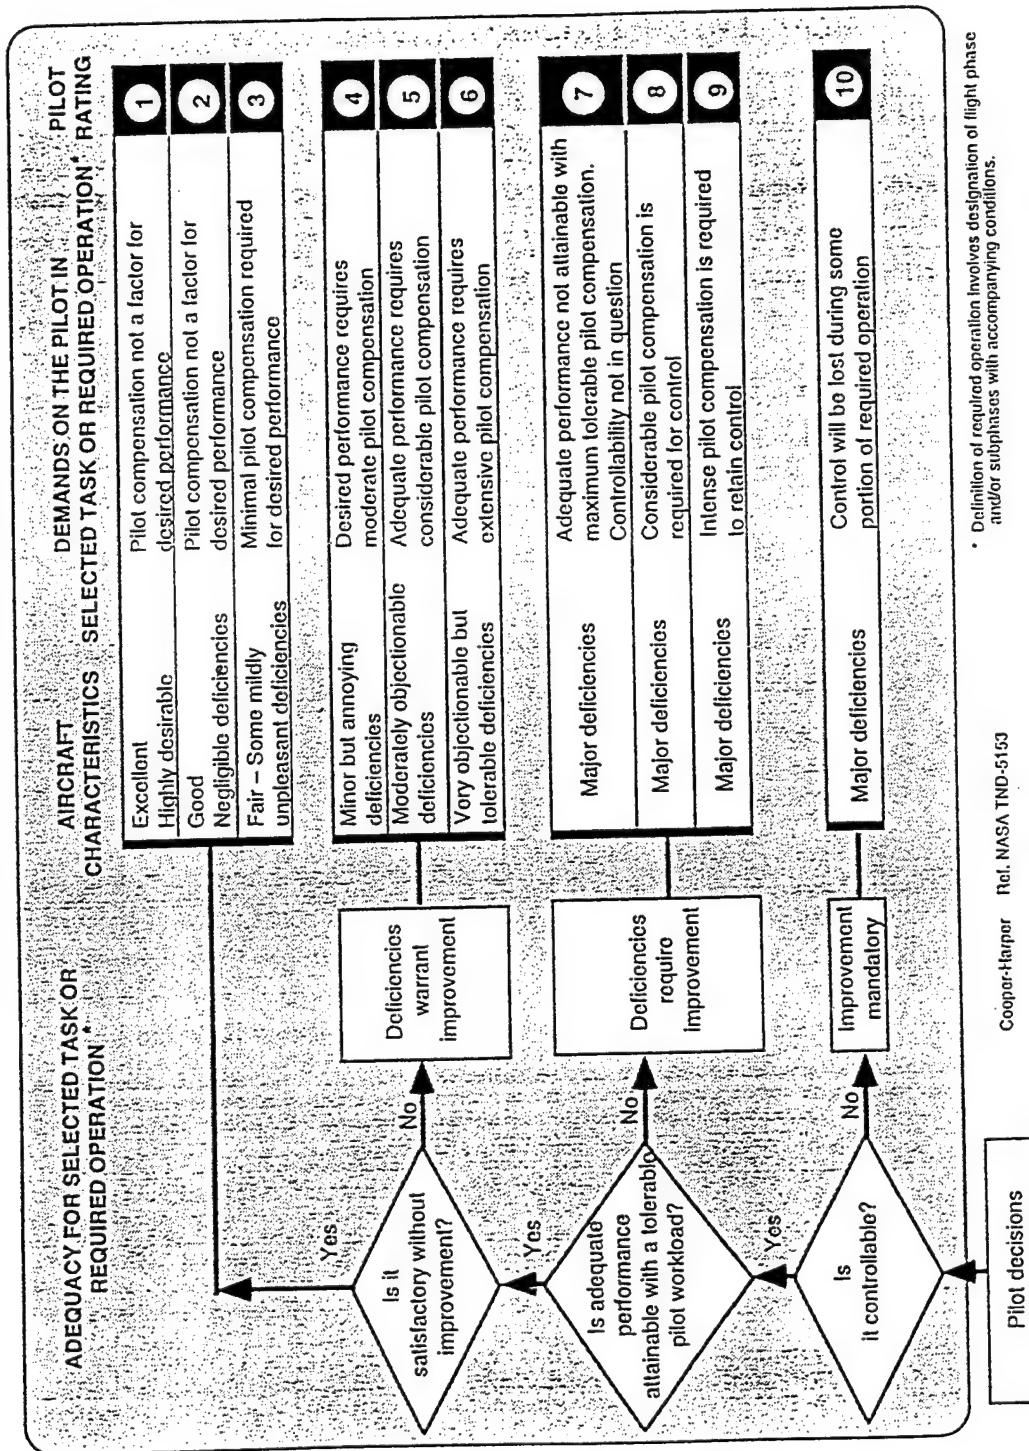 ADEQUACY FOR SELECTED TASK OR
REQUIRED OPERATION*
AIRCRAFT
CHARACTERISTICS
DEMANDS ON THE PILOT IN
SELECTED TASK OR REQUIRED OPERATION*
PILOT
RATING
Excellent
Highly desirable
Pilot compensation not a factor for
desired performance
1
Good
Negligible deficiencies
Pilot compensation not a factor for
desired performance
2
Fair – Some mildly
unpleasant deficiencies
Minimal pilot compensation required
for desired performance
3
Yes
Is it
satisfactory without
improvement?
No
Deficiencies
warrant
improvement
Minor but annoying
deficiencies
Desired performance requires
moderate pilot compensation
4
Moderately objectionable
deficiencies
Adequate performance requires
considerable pilot compensation
5
Very objectionable but
tolerable deficiencies
Adequate performance requires
extensive pilot compensation
6
Yes
Is adequate
performance
attainable with a tolerable
pilot workload?
No
Deficiencies
require
improvement
Major deficiencies
Adequate performance not attainable with
maximum tolerable pilot compensation.
Controllability not in question
7
Major deficiencies
Considerable pilot compensation is
required for control
8
Major deficiencies
Intense pilot compensation is required
to retain control
9
Yes
Is
it controllable?
No
Improvement
mandatory
Major deficiencies
Control will be lost during some
portion of required operation
10
Pilot decisions
Cooper-Harper Ref. NASA TND-5153
* Definition of required operation involves designation of flight phase
and/or subphases with accompanying conditions.